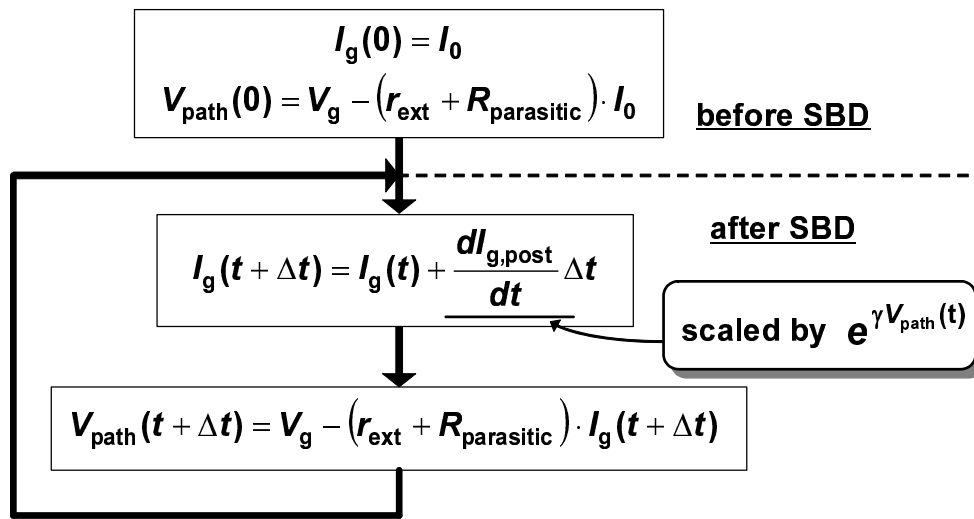 I_g(0) = I_0
V_path(0) = V_g − (r_ext + R_parasitic) · I_0
before SBD
after SBD
I_g(t + Δt) = I_g(t) + dI_g,post/dt Δt
scaled by e^γV_path(t)
V_path(t + Δt) = V_g − (r_ext + R_parasitic) · I_g(t + Δt)